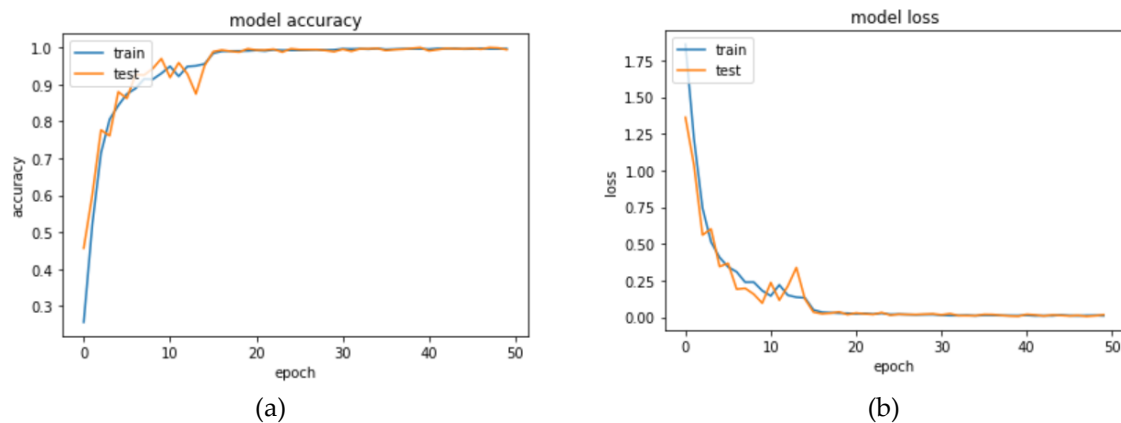 model accuracy
train
test
1.0
0.9
0.8
0.7
0.6
0.5
0.4
0.3
accuracy
0 10 20 30 40 50
epoch
(a)
model loss
train
test
1.75
1.50
1.25
1.00
0.75
0.50
0.25
0.00
loss
0 10 20 30 40 50
epoch
(b)